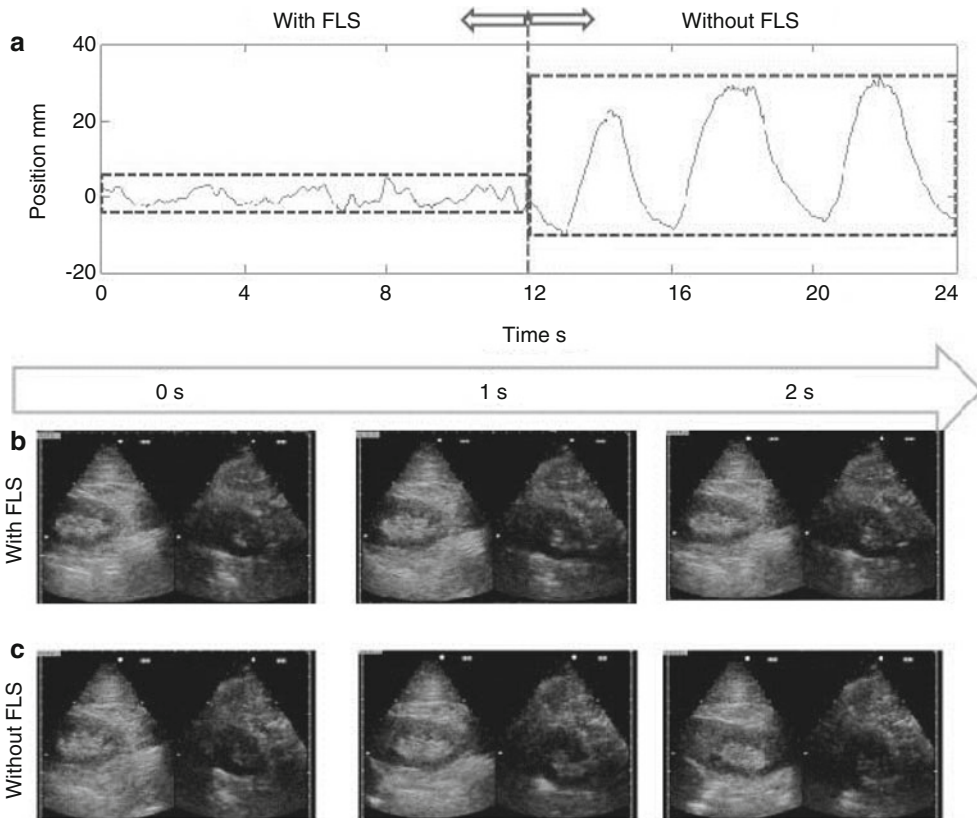 With FLS Without FLS
a
40
20
0
-20
Position mm
0 4 8 12 16 20 24
Time s
0 s 1 s 2 s
b
With FLS
c
Without FLS